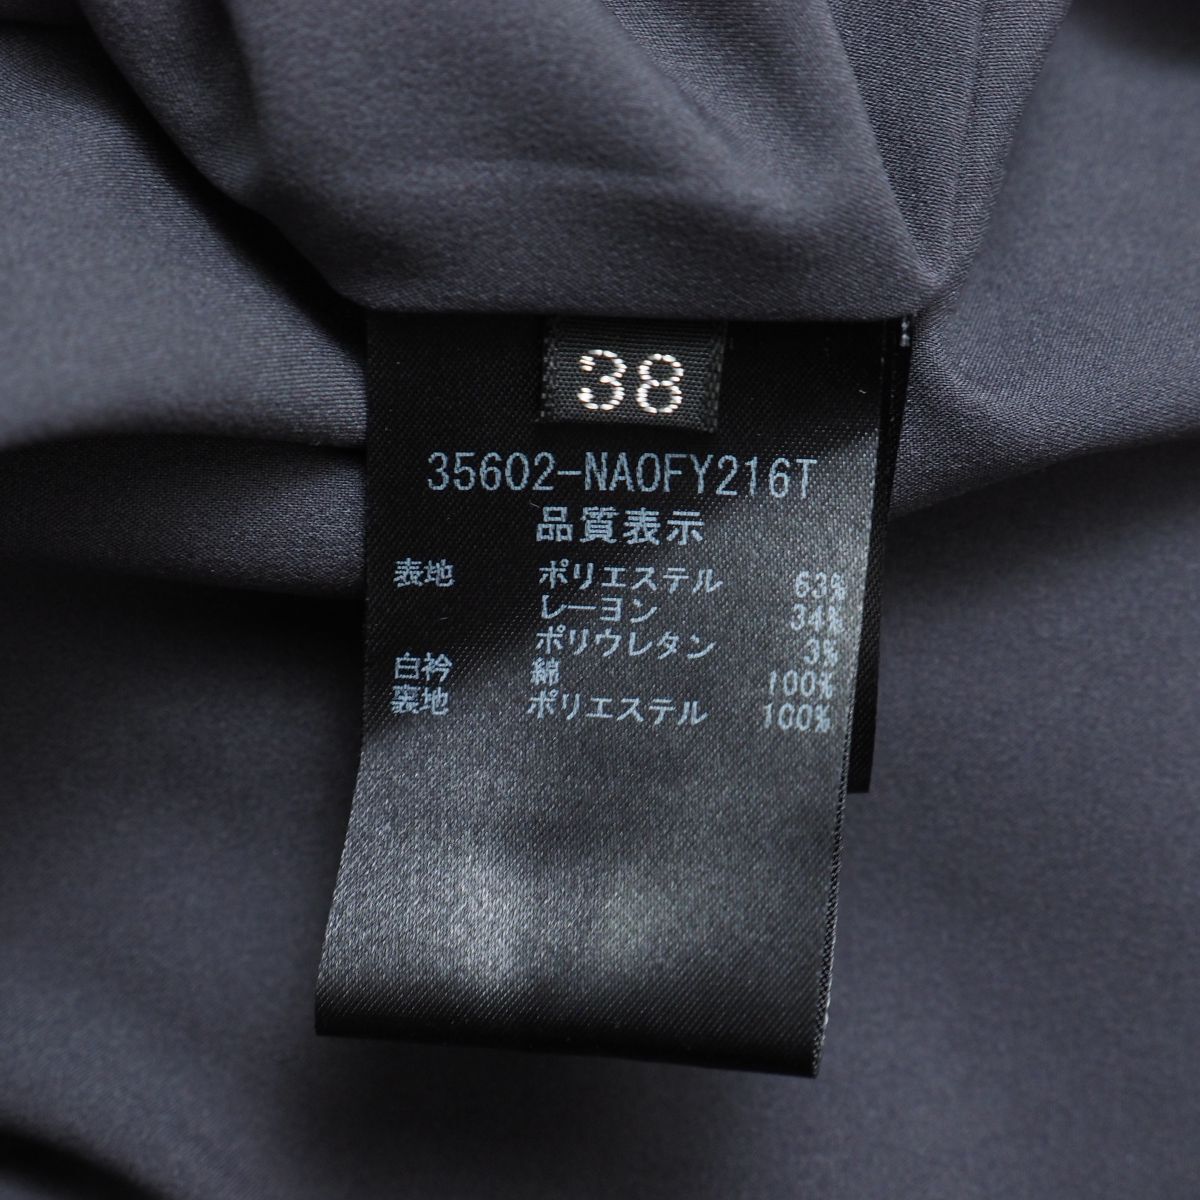 38
35602-NAOFY216T
品質表示
表地 ポリエステル 63%
レーヨン 34%
ポリウレタン 3%
白衿 綿 100%
裏地 ポリエステル 100%